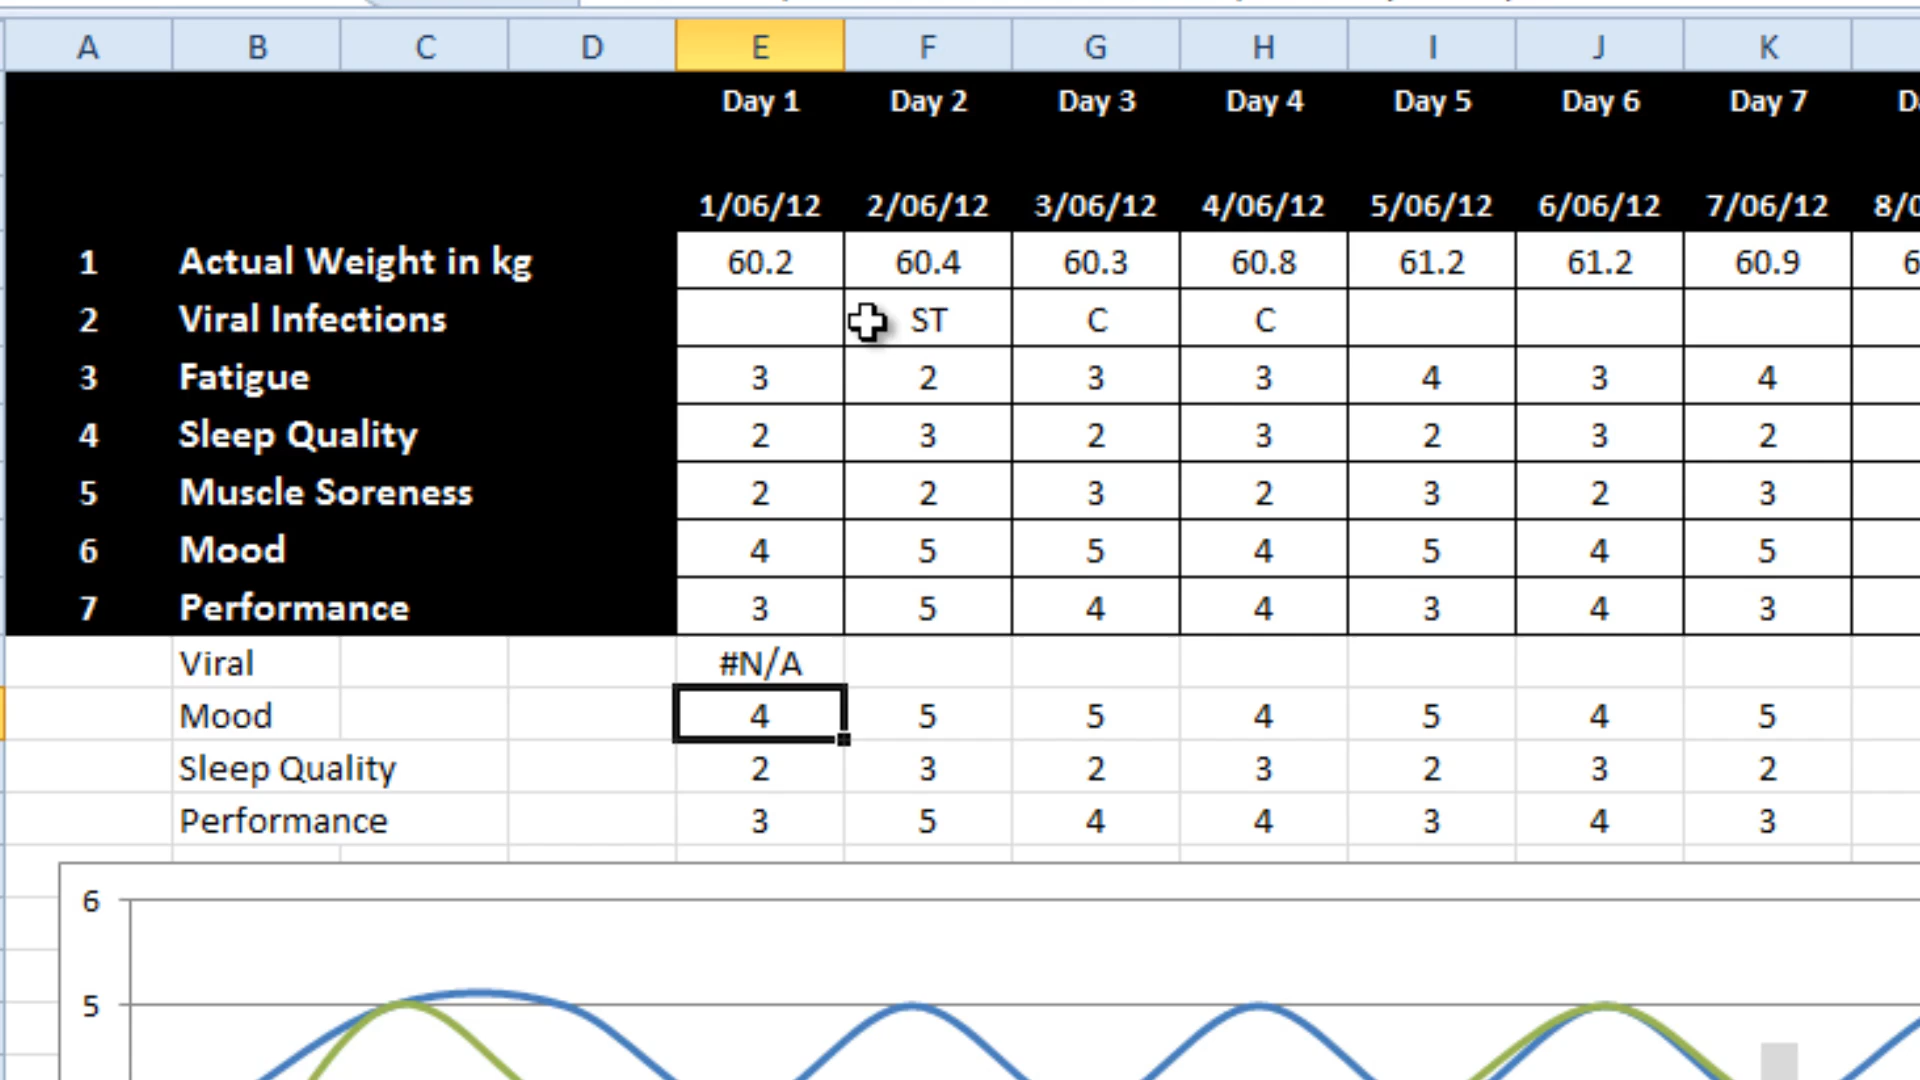 A B C D E F G H I J K
Day 1 Day 2 Day 3 Day 4 Day 5 Day 6 Day 7
1/06/12 2/06/12 3/06/12 4/06/12 5/06/12 6/06/12 7/06/12
1 Actual Weight in kg 60.2 60.4 60.3 60.8 61.2 61.2 60.9
2 Viral Infections ST C C
3 Fatigue 3 2 3 3 4 3 4
4 Sleep Quality 2 3 2 3 2 3 2
5 Muscle Soreness 2 2 3 2 3 2 3
6 Mood 4 5 5 4 5 4 5
7 Performance 3 5 4 4 3 4 3
Viral #N/A
Mood 4 5 5 4 5 4 5
Sleep Quality 2 3 2 3 2 3 2
Performance 3 5 4 4 3 4 3
6
5